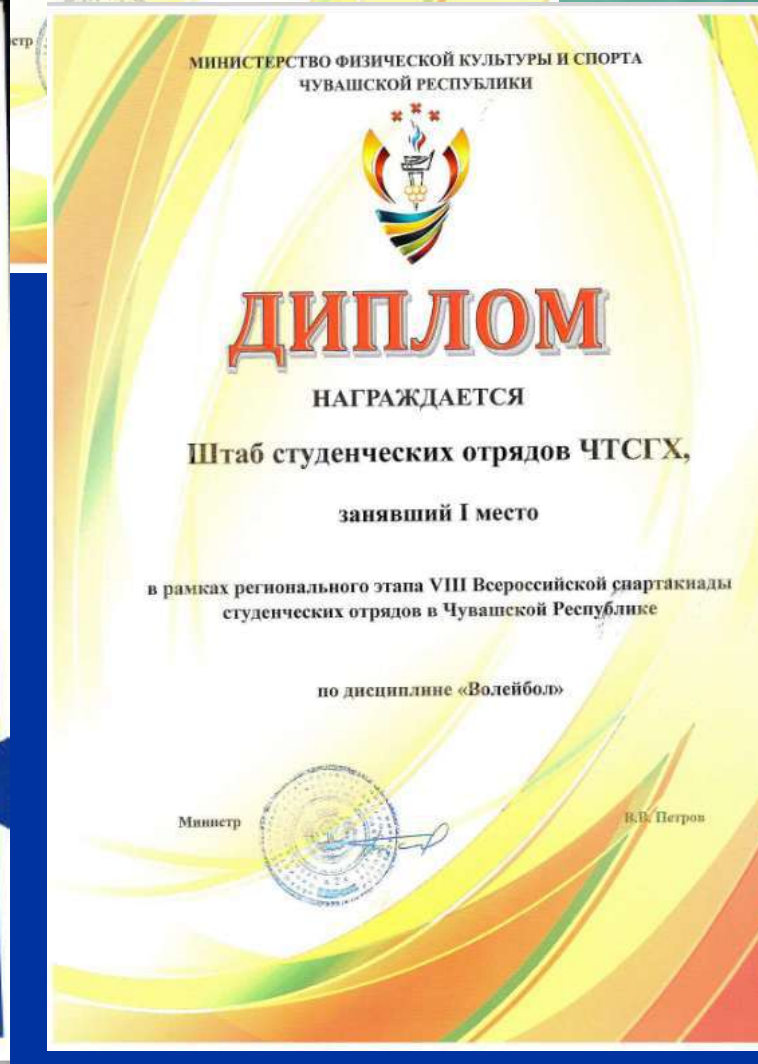 стр
МИНИСТЕРСТВО ФИЗИЧЕСКОЙ КУЛЬТУРЫ И СПОРТА
ЧУВАШСКОЙ РЕСПУБЛИКИ
ДИПЛОМ
НАГРАЖДАЕТСЯ
Штаб студенческих отрядов ЧТСГХ,
занявший I место
в рамках регионального этапа VIII Всероссийской спартакиады
студенческих отрядов в Чувашской Республике
по дисциплине «Волейбол»
Министр
В.В. Петров